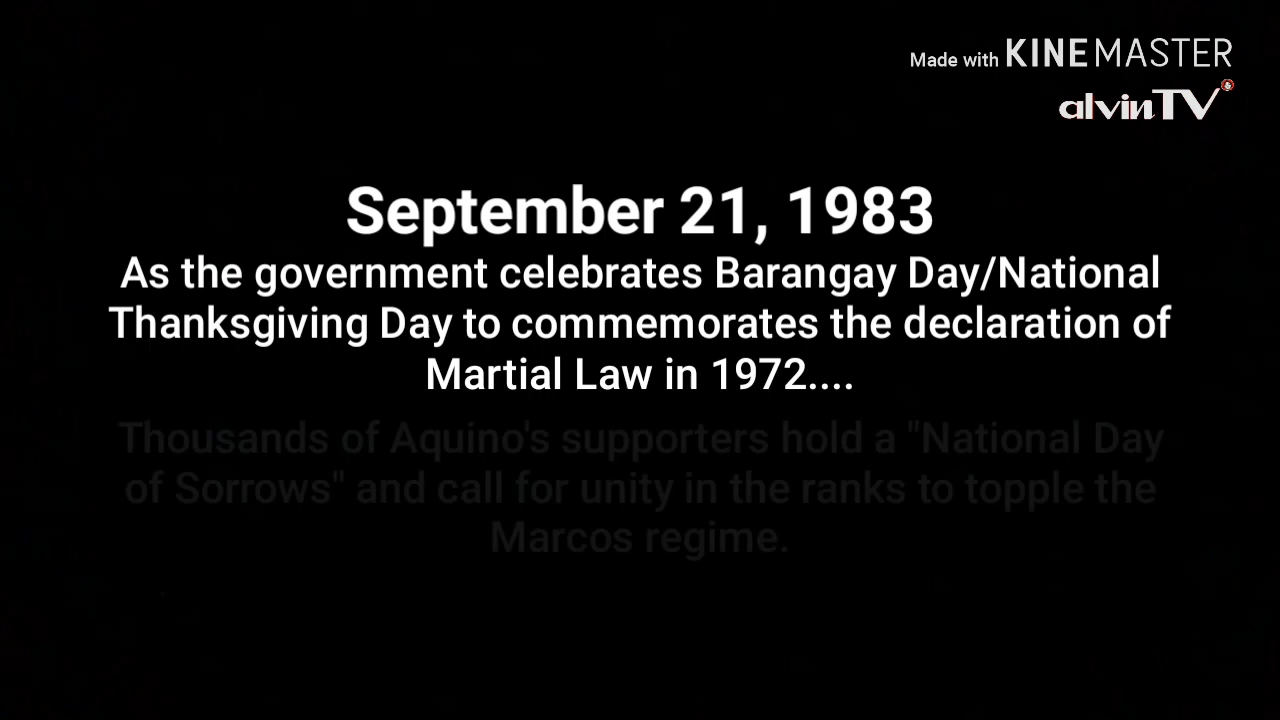 Made with KINEMASTER
alvinTV
September 21, 1983
As the government celebrates Barangay Day/National
Thanksgiving Day to commemorates the declaration of
Martial Law in 1972....
Thousands of Aquino's supporters hold a "National Day
of Sorrows" and call for unity in the ranks to topple the
Marcos regime.